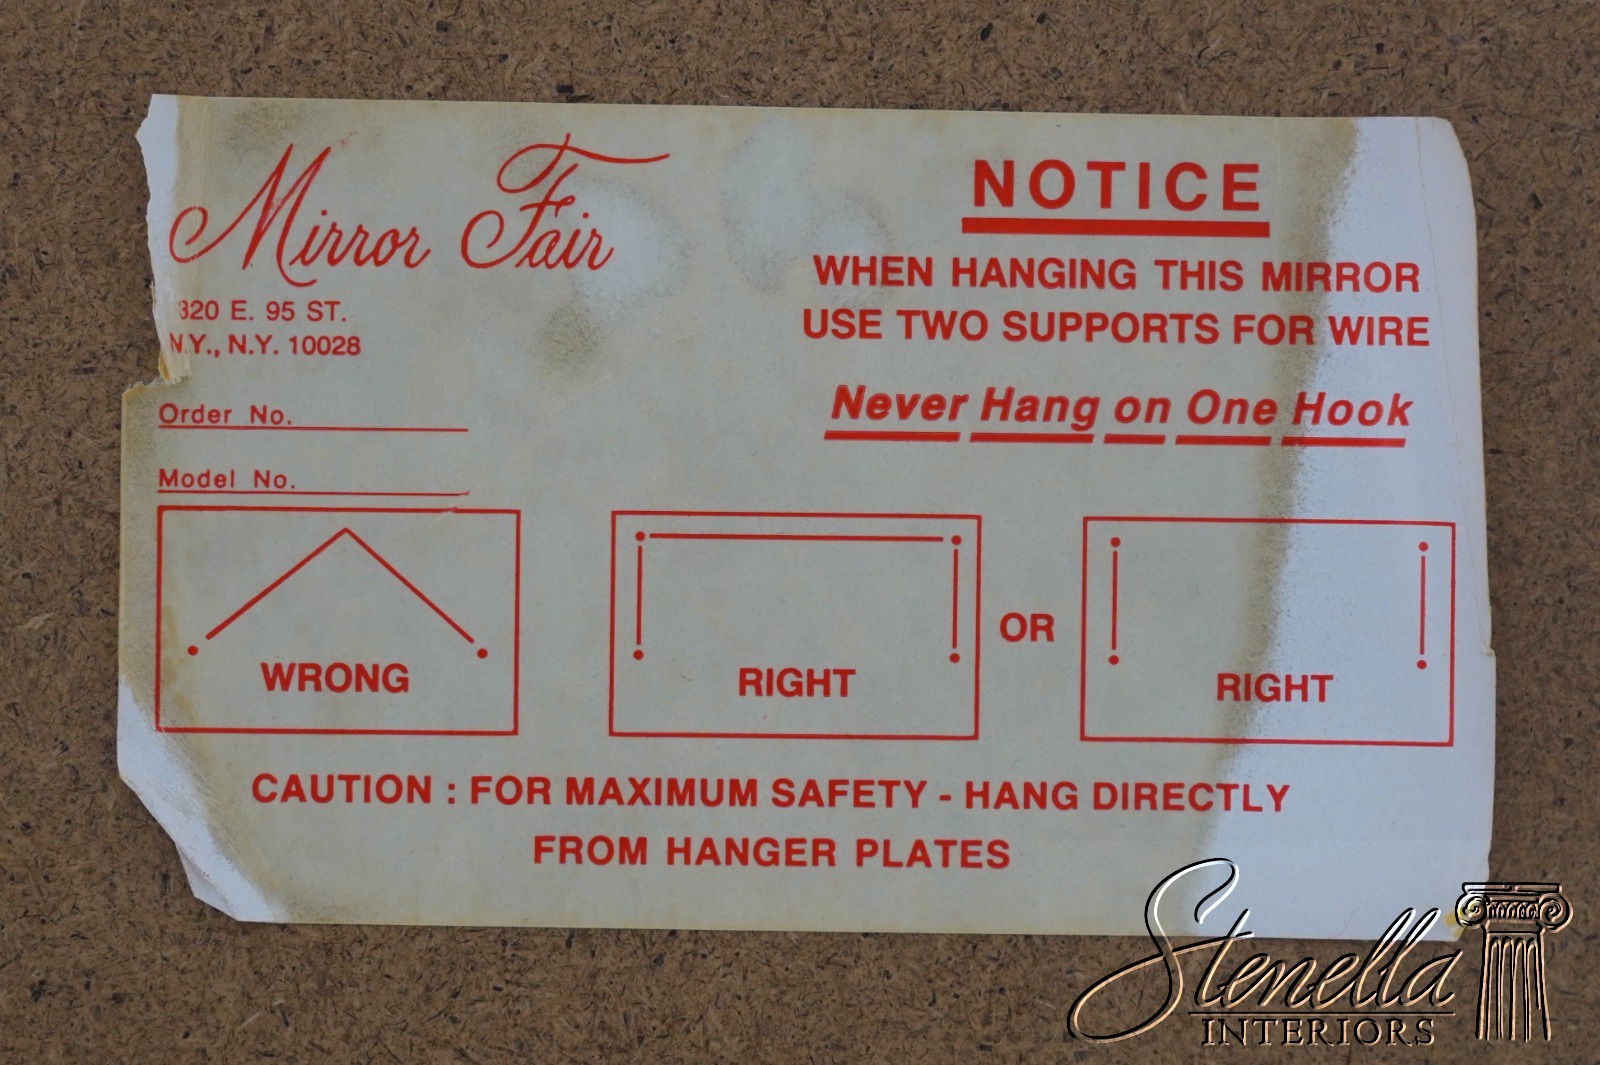 Mirror Fair
320 E. 95 ST.
N.Y., N.Y. 10028
Order No.
Model No.
NOTICE
WHEN HANGING THIS MIRROR
USE TWO SUPPORTS FOR WIRE
Never Hang on One Hook
WRONG
RIGHT
OR
RIGHT
CAUTION : FOR MAXIMUM SAFETY - HANG DIRECTLY
FROM HANGER PLATES
Stenella
INTERIORS